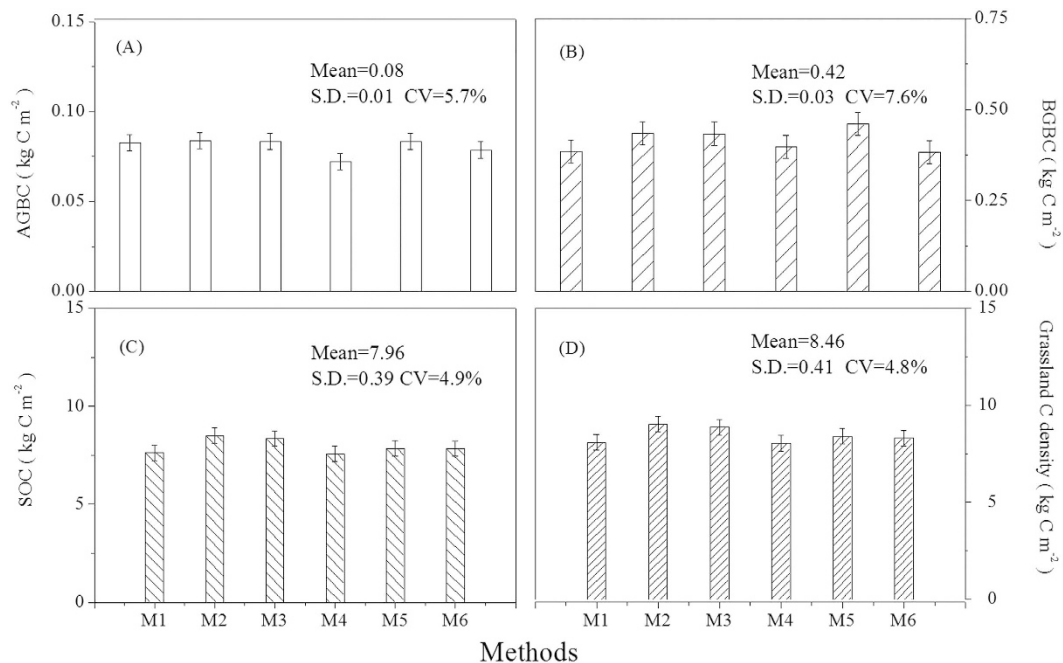 (A)
Mean=0.08
S.D.=0.01 CV=5.7%
0.15
0.10
0.05
0.00
AGBC ( kg C m-2)
(B)
Mean=0.42
S.D.=0.03 CV=7.6%
0.75
0.50
0.25
0.00
BGBC ( kg C m-2)
(C)
Mean=7.96
S.D.=0.39 CV=4.9%
15
10
5
0
SOC ( kg C m-2)
M1 M2 M3 M4 M5 M6
(D)
Mean=8.46
S.D.=0.41 CV=4.8%
15
10
5
0
Grassland C density ( kg C m-2)
M1 M2 M3 M4 M5 M6
Methods